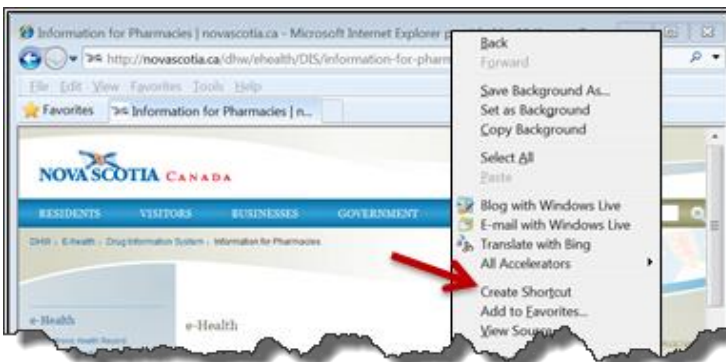 Information for Pharmacies | novascotia.ca - Microsoft Internet Explorer
http://novascotia.ca/dhw/ehealth/DIS/information-for-pharm
File Edit View Favorites Tools Help
Favorites Information for Pharmacies | n...
NOVA SCOTIA CANADA
RESIDENTS VISITORS BUSINESSES GOVERNMENT
E-Health > Drug Information System > Information for Pharmacies
e-Health
e-Health
Back
Forward
Save Background As...
Set as Background
Copy Background
Select All
Paste
Blog with Windows Live
E-mail with Windows Live
Translate with Bing
All Accelerators
Create Shortcut
Add to Favorites...
View Source